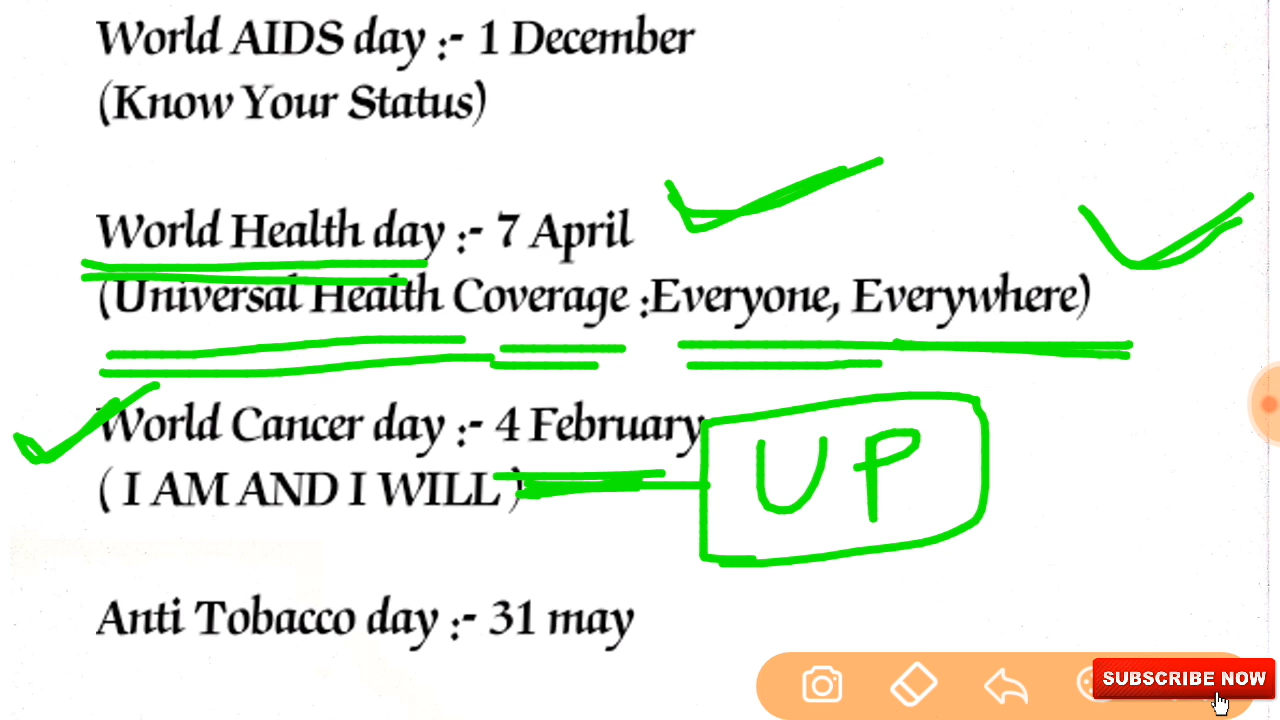 World AIDS day :- 1 December
(Know Your Status)
World Health day :- 7 April
(Universal Health Coverage :Everyone, Everywhere)
World Cancer day :- 4 February
( I AM AND I WILL )
UP
Anti Tobacco day :- 31 may
SUBSCRIBE NOW